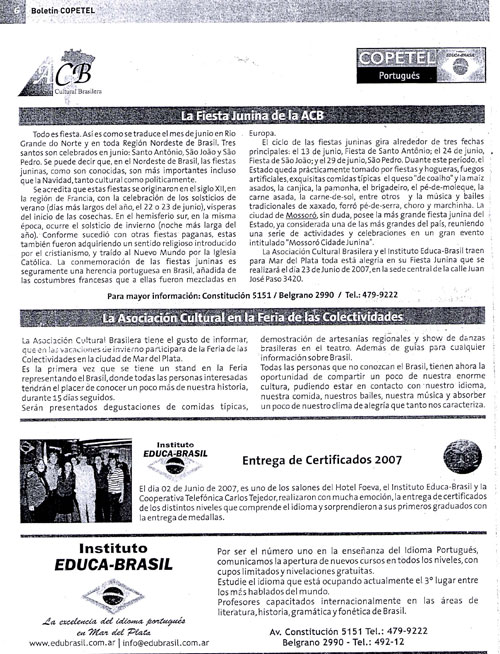 6
Boletín COPETEL
ACB
Cultural Brasilera
COPETEL
EDUCA-BRASIL
Portugués
La Fiesta Junina de la ACB
Todo es fiesta. Así es como se traduce el mes de junio en Rio
Grande do Norte y en toda Región Nordeste de Brasil. Tres
santos son celebrados en junio: Santo Antônio, São João y São
Pedro. Se puede decir que, en el Nordeste de Brasil, las fiestas
juninas, como son conocidas, son más importantes incluso
que la Navidad, tanto cultural como políticamente.
Se acredita que estas fiestas se originaron en el siglo XII, en
la región de Francia, con la celebración de los solsticios de
verano (días más largos del año, el 22 a 23 de junio), vísperas
del inicio de las cosechas. En el hemisferio sur, en la misma
época, ocurre el solsticio de invierno (noche más larga del
año). Conforme sucedió con otras fiestas paganas, estas
también fueron adquiriendo un sentido religioso introducido
por el cristianismo, y traído al Nuevo Mundo por la Iglesia
Católica. La conmemoración de las fiestas juninas es
seguramente una herencia portuguesa en Brasil, añadida de
las costumbres francesas que a ellas fueron mezcladas en
Europa.
El ciclo de las fiestas juninas gira alrededor de tres fechas
principales: el 13 de junio, Fiesta de Santo Antônio; el 24 de junio,
Fiesta de São João; y el 29 de junio, São Pedro. Duante este período, el
Estado queda prácticamente tomado por fiestas y hogueras, fuegos
artificiales, exquisitas comidas típicas el queso "de coalho" y la maíz
asados, la canjica, la pamonha, el brigadeiro, el pé-de-moleque, la
carne asada, la carne-de-sol, entre otros y la música y bailes
tradicionales de xaxado, forró pé-de-serra, choro y marchinha. La
ciudad de Mossoró, sin duda, posee la más grande fiesta junina del
Estado, ya considerada una de las más grandes del país, reuniendo
una serie de actividades y celebraciones en un gran evento
intitulado "Mossoró Cidade Junina".
La Asociación Cultural Brasilera y el Instituto Educa-Brasil traen
para Mar del Plata toda está alegría en su Fiesta Junina que se
realizará el dia 23 de Junio de 2007, en la sede central de la calle Juan
José Paso 3420.
Para mayor información: Constitución 5151 / Belgrano 2990 / Tel.: 479-9222
La Asociación Cultural en la Feria de las Colectividades
La Asociación Cultural Brasilera tiene el gusto de informar,
que en las vacaciones de invierno participara de la Feria de las
Colectividades en la ciudad de Mar del Plata.
Es la primera vez que se tiene un stand en la Feria
representando el Brasil, donde todas las personas interesadas
tendrán el placer de conocer un poco más de nuestra historia,
durante 15 días seguidos.
Serán presentados degustaciones de comidas típicas,
demostración de artesanías regionales y show de danzas
brasileras en el teatro. Además de guías para cualquier
información sobre Brasil.
Todas las personas que no conozcan el Brasil, tienen ahora la
oportunidad de compartir un poco de nuestra enorme
cultura, pudiendo estar en contacto con nuestro idioma,
nuestra comida, nuestros bailes, nuestra música y absorber
un poco de nuestro clima de alegría que tanto nos caracteriza.
Instituto
EDUCA-BRASIL
Entrega de Certificados 2007
El día 02 de Junio de 2007, es uno de los salones del Hotel Foeva, el Instituto Educa-Brasil y la
Cooperativa Telefónica Carlos Tejedor, realizaron con mucha emoción, la entrega de certificados
de los distintos niveles que comprende el idioma y sorprendieron a sus primeros graduados con
la entrega de medallas.
Instituto
EDUCA-BRASIL
La excelencia del idioma portugués
en Mar del Plata
www.edubrasil.com.ar | info@edubrasil.com.ar
Por ser el número uno en la enseñanza del Idioma Portugués,
comunicamos la apertura de nuevos cursos en todos los niveles, con
cupos limitados y nivelaciones gratuitas.
Estudie el idioma que está ocupando actualmente el 3º lugar entre
los más hablados del mundo.
Profesores capacitados internacionalmente en las áreas de
literatura, historia, gramática y fonética de Brasil.
Av. Constitución 5151 Tel.: 479-9222
Belgrano 2990 - Tel.: 492-12